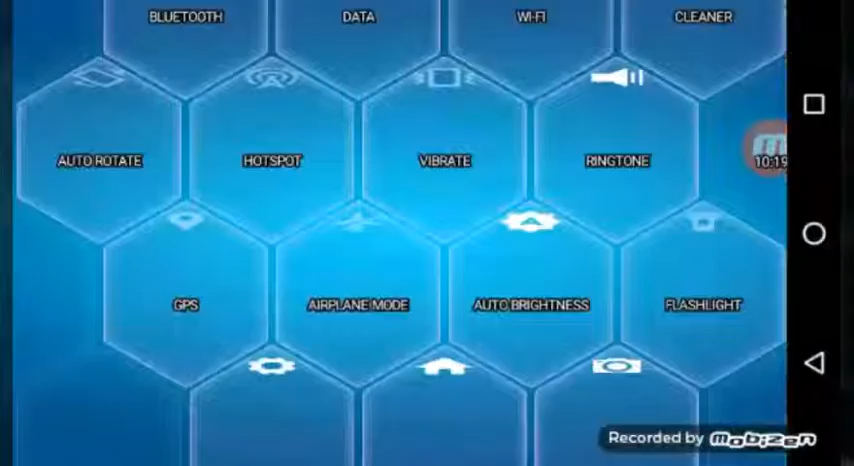 BLUETOOTH DATA WI-FI CLEANER
AUTO ROTATE HOTSPOT VIBRATE RINGTONE 10:19
GPS AIRPLANE MODE AUTO BRIGHTNESS FLASHLIGHT
Recorded by mobizen